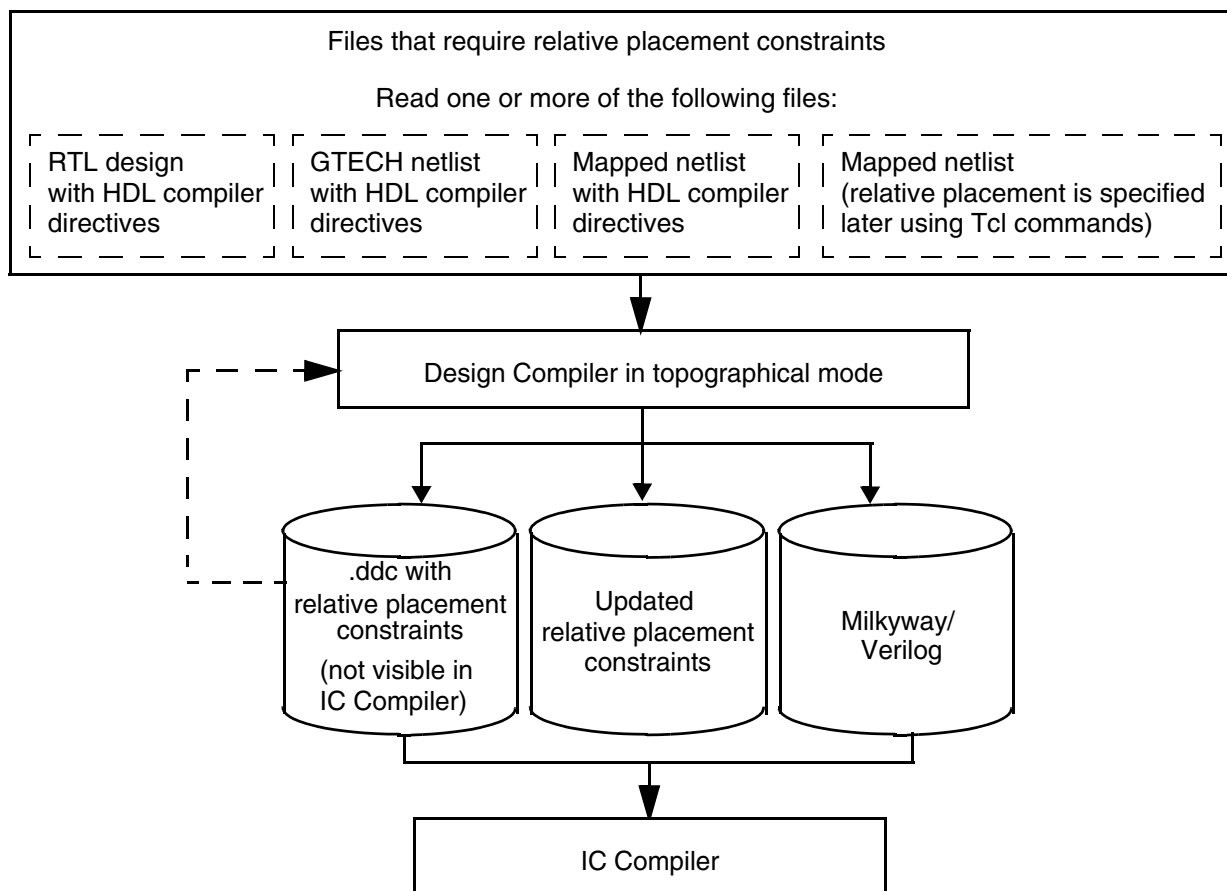 Files that require relative placement constraints
Read one or more of the following files:
RTL design
with HDL compiler
directives
GTECH netlist
with HDL compiler
directives
Mapped netlist
with HDL compiler
directives
Mapped netlist
(relative placement is specified
later using Tcl commands)
Design Compiler in topographical mode
.ddc with
relative placement
constraints
(not visible in
IC Compiler)
Updated
relative placement
constraints
Milkyway/
Verilog
IC Compiler